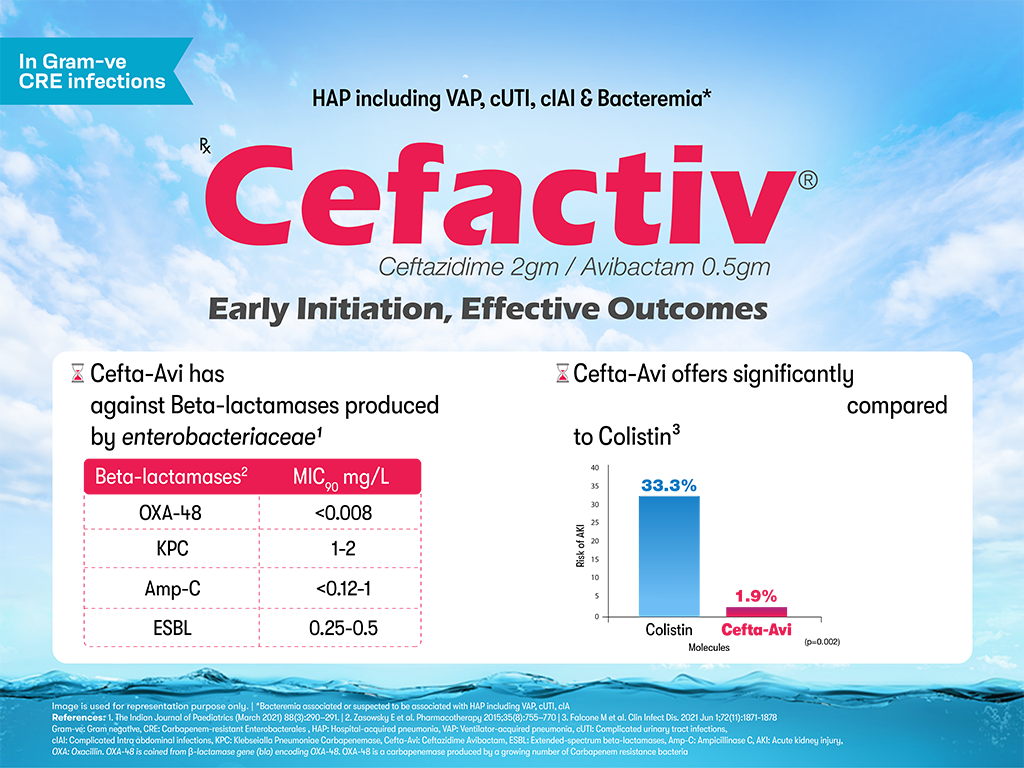 In Gram-ve
CRE infections
HAP including VAP, cUTI, cIAI & Bacteremia*
℞
Cefactiv®
Ceftazidime 2gm / Avibactam 0.5gm
Early Initiation, Effective Outcomes
Cefta-Avi has
against Beta-lactamases produced
by enterobacteriaceae¹
Beta-lactamases² MIC₉₀ mg/L
OXA-48 <0.008
KPC 1-2
Amp-C <0.12-1
ESBL 0.25-0.5
Cefta-Avi offers significantly
compared
to Colistin³
Risk of AKI
40
35
30
25
20
15
10
5
0
33.3%
1.9%
Colistin Cefta-Avi
Molecules
(p=0.002)
Image is used for representation purpose only. | *Bacteremia associated or suspected to be associated with HAP including VAP, cUTI, cIA
References: 1. The Indian Journal of Paediatrics (March 2021) 88(3):290-291. | 2. Zasowsky E et al. Pharmacotherapy 2015;35(8):755-770 | 3. Falcone M et al. Clin Infect Dis. 2021 Jun 1;72(11):1871-1878
Gram-ve: Gram negatve, CRE: Carbapenem-resistant Enterobacterales , HAP: Hospital-acquired pneumonia, VAP: Ventilator-acquired pneumonia, cUTI: Complicated urinary tract infections,
cIAI: Complicated Intra abdominal infections, KPC: Klebseialla Pneumoniae Carbapenemase, Cefta-Avi: Ceftazidime Avibactam, ESBL: Extended-spectrum beta-lactamases, Amp-C: Ampicillinase C, AKI: Acute kidney injury,
OXA: Oxacillin. OXA-48 is coined from β-lactamase gene (bla) encoding OXA-48. OXA-48 is a carbapenemase produced by a growing number of Carbapenem resistance bacteria